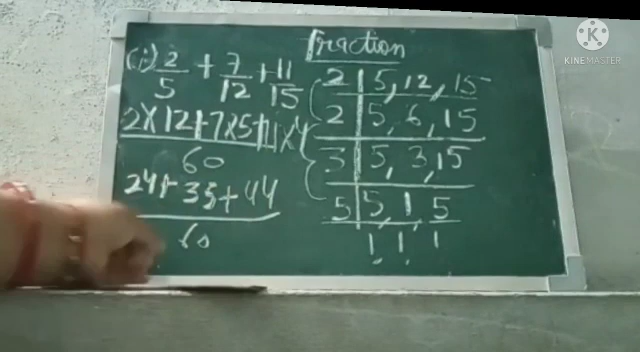 Fraction
(i) 2/5 + 7/12 + 11/15
2×12+7×5+11×4
60
24+35+44
60
2 | 5, 12, 15
2 | 5, 6, 15
3 | 5, 3, 15
5 | 5, 1, 5
1, 1, 1
KINEMASTER